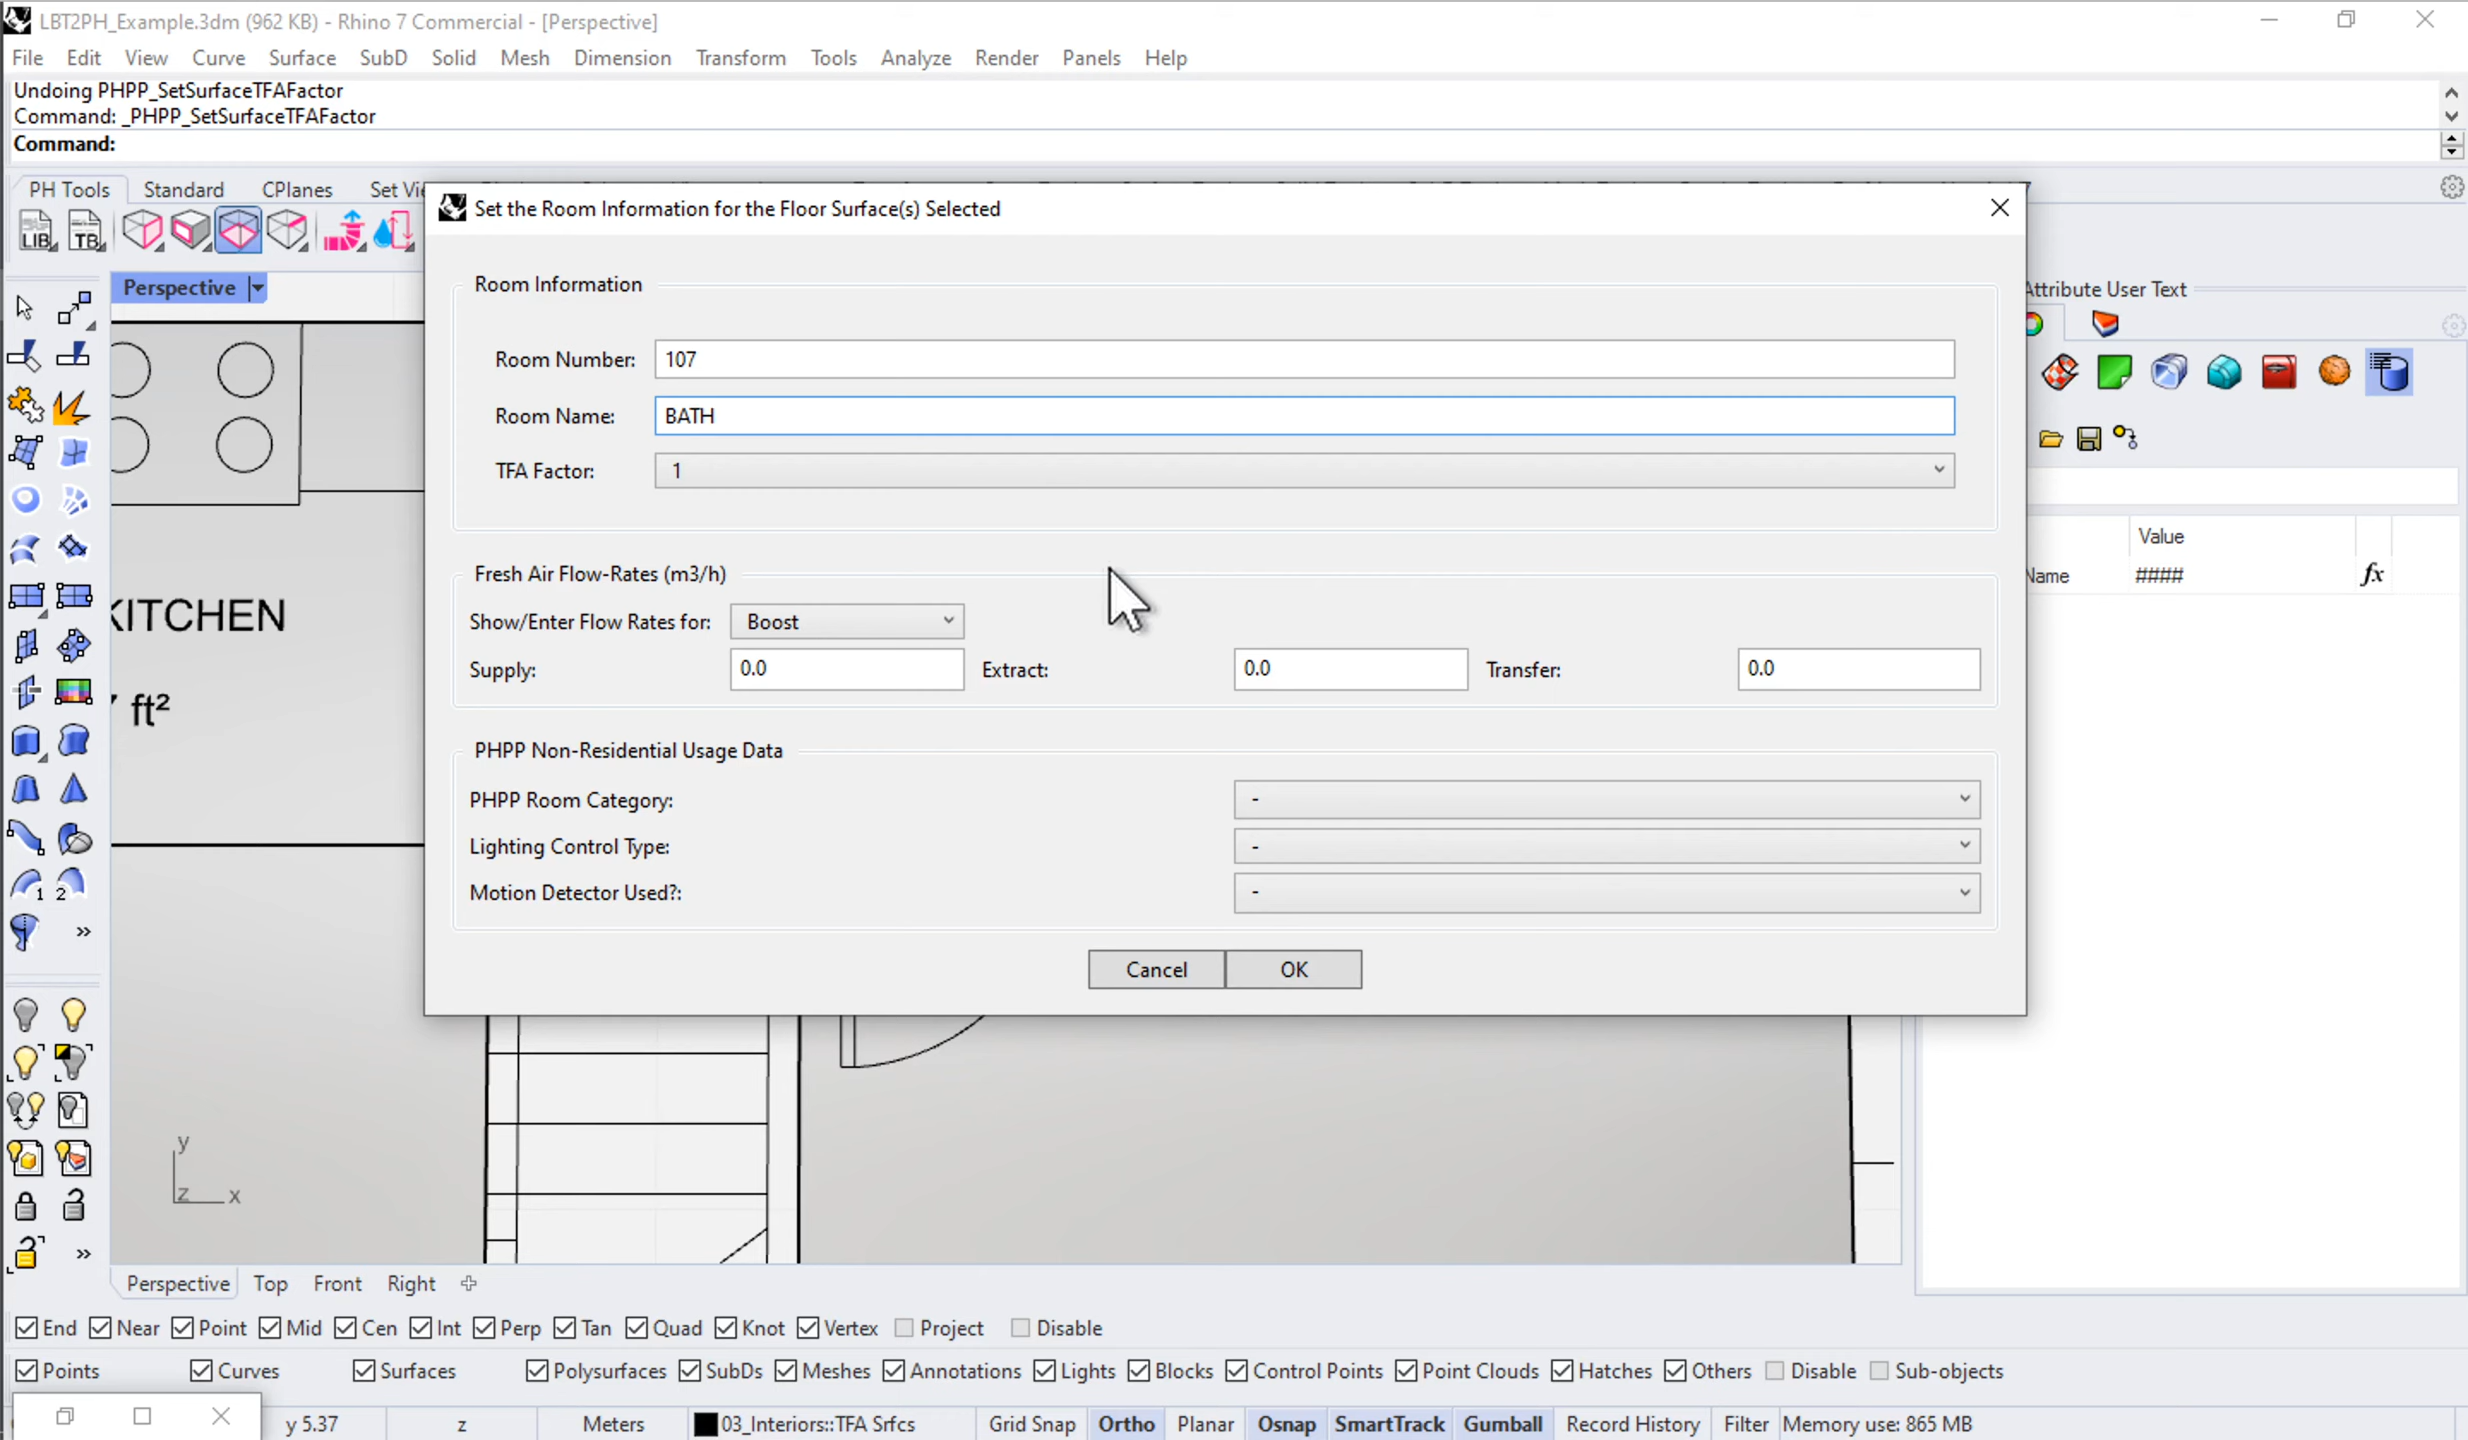 LBT2PH_Example.3dm (962 KB) - Rhino 7 Commercial - [Perspective]
File Edit View Curve Surface SubD Solid Mesh Dimension Transform Tools Analyze Render Panels Help
Undoing PHPP_SetSurfaceTFAFactor
Command: _PHPP_SetSurfaceTFAFactor
Command:
PH Tools Standard CPlanes Set Vie
LIB TB
Set the Room Information for the Floor Surface(s) Selected
Perspective
Attribute User Text
Room Information
Room Number: 107
Room Name: BATH
TFA Factor: 1
Value
Name #### fx
Fresh Air Flow-Rates (m3/h)
Show/Enter Flow Rates for: Boost
Supply: 0.0 Extract: 0.0 Transfer: 0.0
KITCHEN
ft²
PHPP Non-Residential Usage Data
PHPP Room Category: -
Lighting Control Type: -
Motion Detector Used?: -
1 2
Cancel OK
y
z x
Perspective Top Front Right
End Near Point Mid Cen Int Perp Tan Quad Knot Vertex Project Disable
Points Curves Surfaces Polysurfaces SubDs Meshes Annotations Lights Blocks Control Points Point Clouds Hatches Others Disable Sub-objects
y 5.37 z Meters 03_Interiors::TFA Srfcs Grid Snap Ortho Planar Osnap SmartTrack Gumball Record History Filter Memory use: 865 MB